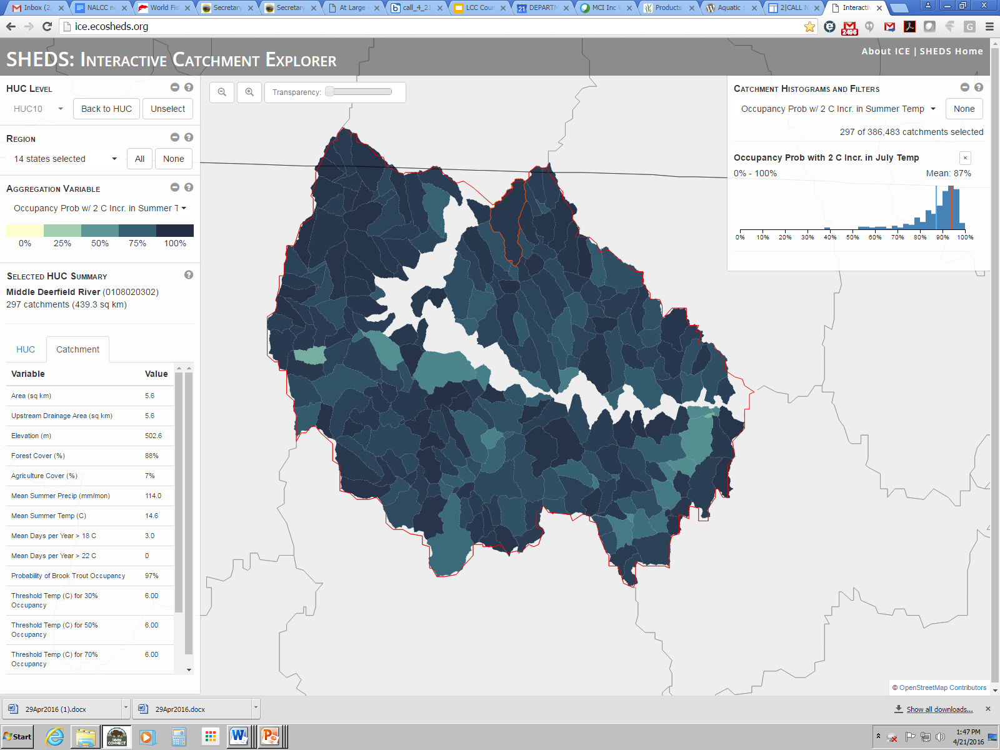 Inbox (2,
NALCC ne
World Fis
Secretary
Secretary
At Large
call_4_21
LCC Cour
21
DEPARTM
MCI Inc
Products
Aquatic
2|CALL N
Interactiv
ice.ecosheds.org
2496
G
SHEDS: Interactive Catchment Explorer
About ICE | SHEDS Home
HUC Level
HUC10
Back to HUC
Unselect
Region
14 states selected
All
None
Aggregation Variable
Occupancy Prob w/ 2 C Incr. in Summer T
0% 25% 50% 75% 100%
Selected HUC Summary
Middle Deerfield River (0108020302)
297 catchments (439.3 sq km)
HUC
Catchment
Variable Value
Area (sq km) 5.6
Upstream Drainage Area (sq km) 5.6
Elevation (m) 502.6
Forest Cover (%) 88%
Agriculture Cover (%) 7%
Mean Summer Precip (mm/mon) 114.0
Mean Summer Temp (C) 14.6
Mean Days per Year > 18 C 3.0
Mean Days per Year > 22 C 0
Probability of Brook Trout Occupancy 97%
Threshold Temp (C) for 30% 6.00
Occupancy
Threshold Temp (C) for 50% 6.00
Occupancy
Threshold Temp (C) for 70% 6.00
Occupancy
Transparency:
Catchment Histograms and Filters
Occupancy Prob w/ 2 C Incr. in Summer Temp
None
297 of 386,483 catchments selected
Occupancy Prob with 2 C Incr. in July Temp
×
0% - 100% Mean: 87%
0% 10% 20% 30% 40% 50% 60% 70% 80% 90% 100%
© OpenStreetMap Contributors
29Apr2016 (1).docx
29Apr2016.docx
Show all downloads...
Start
BISON
CONNECT
1:47 PM
4/21/2016